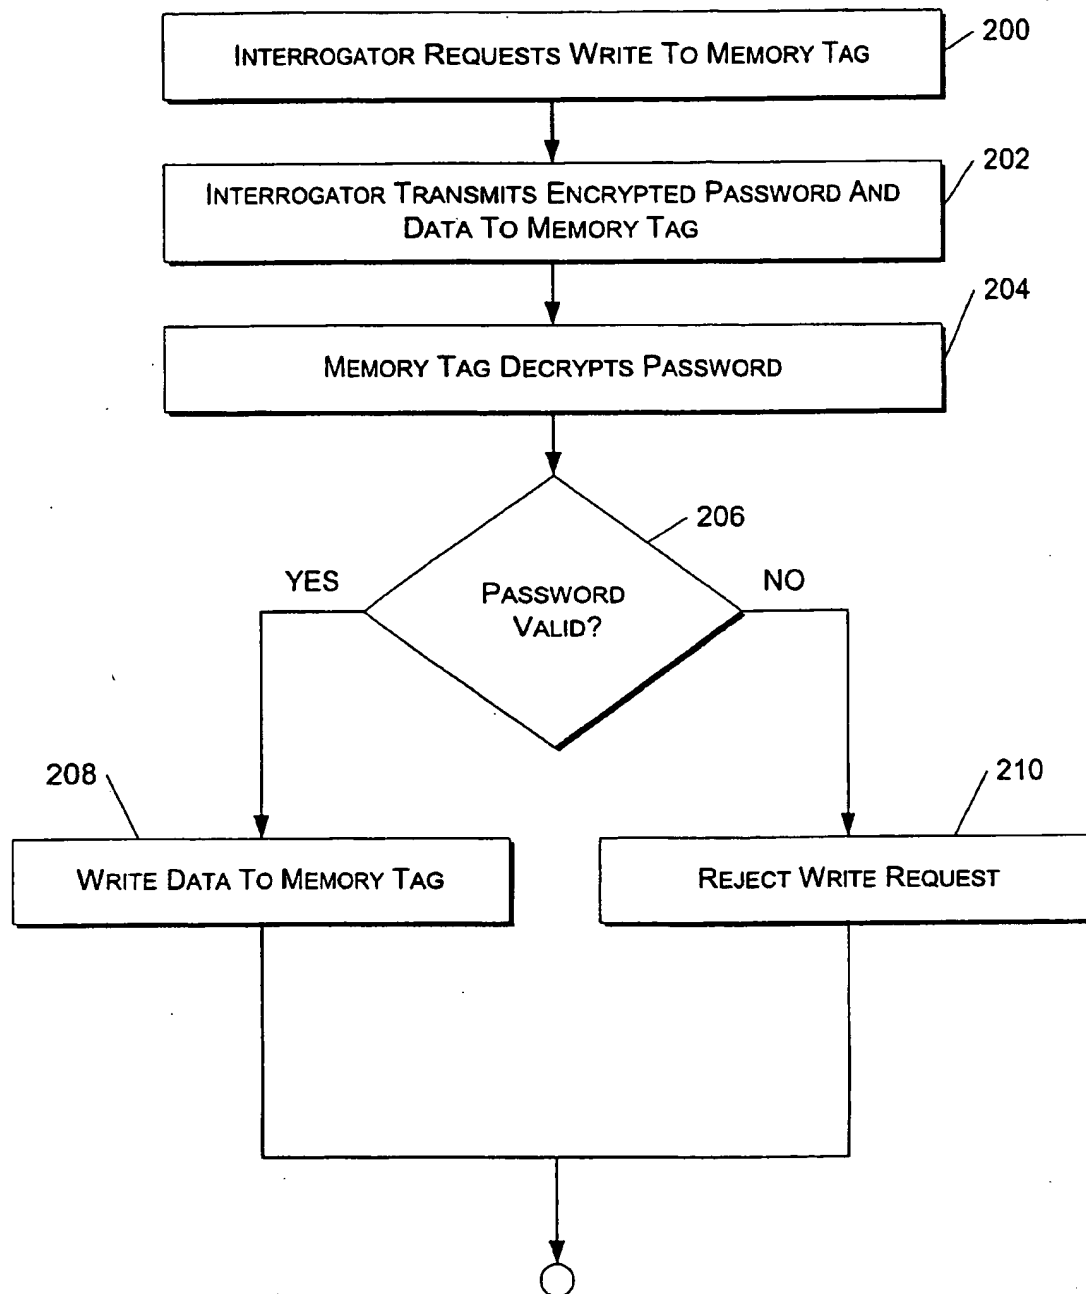 INTERROGATOR REQUESTS WRITE TO MEMORY TAG
200
INTERROGATOR TRANSMITS ENCRYPTED PASSWORD AND
DATA TO MEMORY TAG
202
MEMORY TAG DECRYPTS PASSWORD
204
PASSWORD
VALID?
206
YES
NO
WRITE DATA TO MEMORY TAG
208
REJECT WRITE REQUEST
210